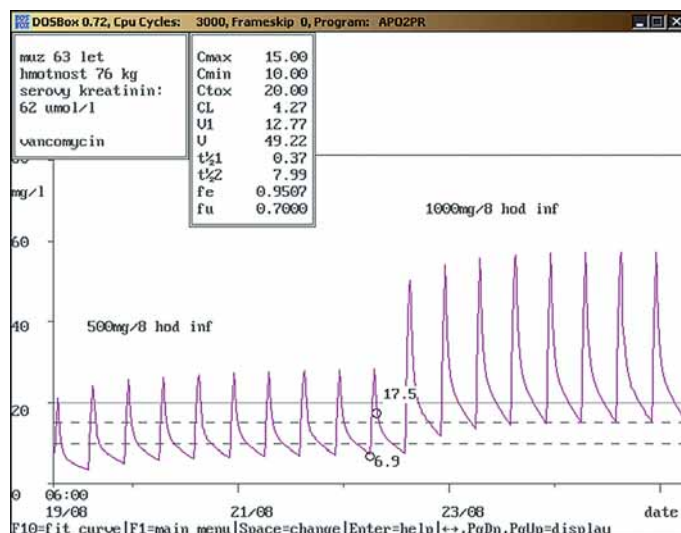 DOSBox 0.72, Cpu Cycles: 3000, Frameskip 0, Program: APO2PR
muz 63 let
hmotnost 76 kg
serovy kreatinin:
62 umol/l
vancomycin
Cmax 15.00
Cmin 10.00
Ctox 20.00
CL 4.27
V1 12.77
V 49.22
t½1 0.37
t½2 7.99
fe 0.9507
fu 0.7000
mg/l
60
40
20
0
1000mg/8 hod inf
500mg/8 hod inf
17.5
6.9
06:00
19/08 21/08 23/08 date
F10=fit curve|F1=main menu|Space=change|Enter=help|↔,PgDn,PgUp=display